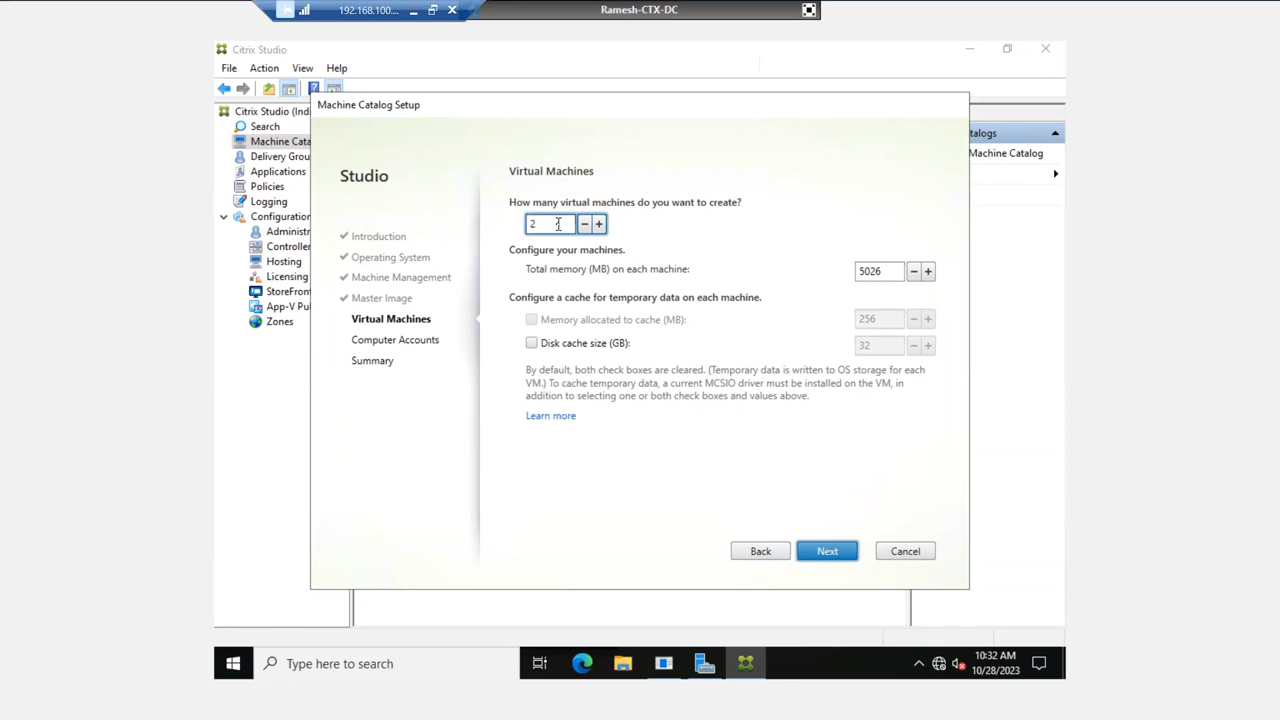 192.168.100....
Ramesh-CTX-DC
Citrix Studio
File Action View Help
Citrix Studio (Indi
Search
Machine Cata
Delivery Grou
Applications
Policies
Logging
Configuration
Administr
Controller
Hosting
Licensing
StoreFront
App-V Pu
Zones
Machine Catalog Setup
Studio
Introduction
Operating System
Machine Management
Master Image
Virtual Machines
Computer Accounts
Summary
Virtual Machines
How many virtual machines do you want to create?
2
Configure your machines.
Total memory (MB) on each machine:
5026
Configure a cache for temporary data on each machine.
Memory allocated to cache (MB):
256
Disk cache size (GB):
32
By default, both check boxes are cleared. (Temporary data is written to OS storage for each
VM.) To cache temporary data, a current MCSIO driver must be installed on the VM, in
addition to selecting one or both check boxes and values above.
Learn more
Back
Next
Cancel
talogs
Machine Catalog
Type here to search
10:32 AM
10/28/2023